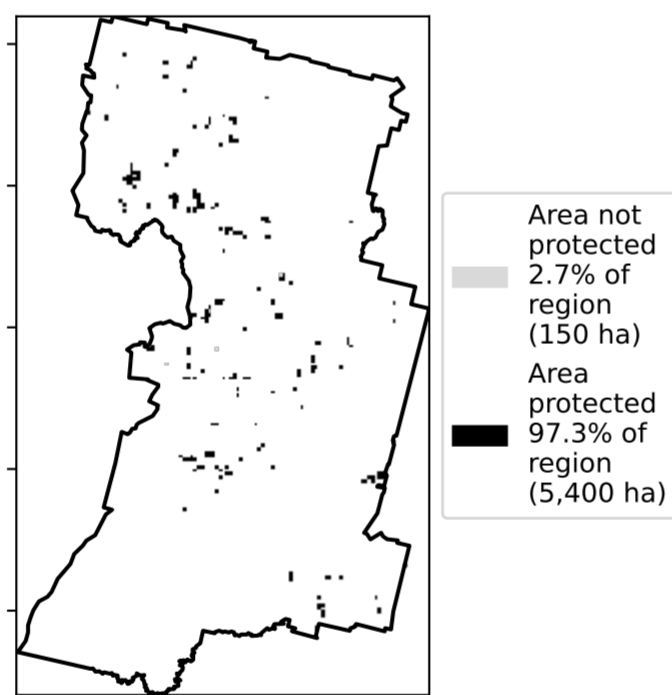 Area not
protected
2.7% of
region
(150 ha)
Area
protected
97.3% of
region
(5,400 ha)